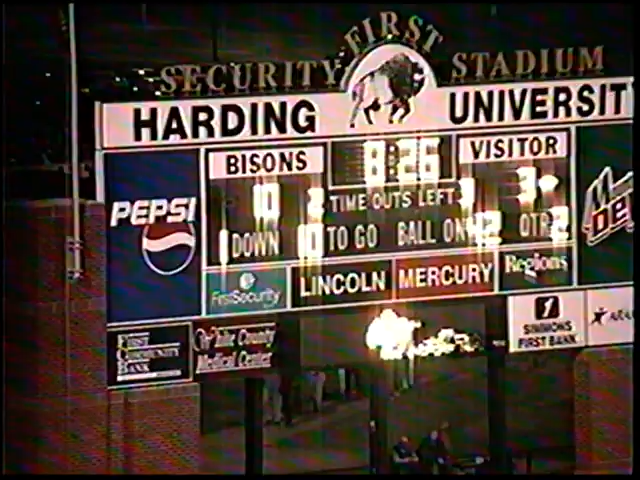 FIRST
SECURITY STADIUM
HARDING UNIVERSIT
BISONS 8:26 VISITOR
10 2 TIME OUTS LEFT 3
1 DOWN 10 TO GO BALL ON QTR 2
PEPSI
FirstSecurity LINCOLN MERCURY Regions
FIRST
COMMUNITY
BANK
White County
Medical Center
SIMMONS
FIRST BANK
ARA